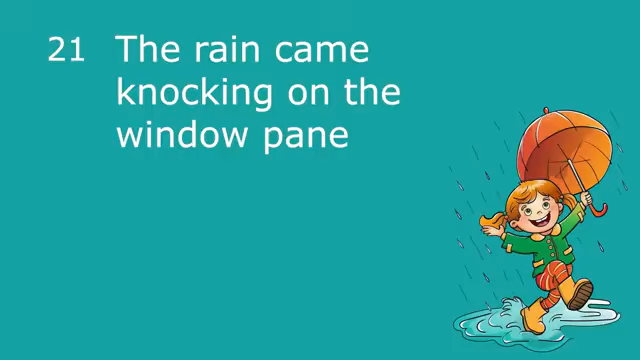 21 The rain came
knocking on the
window pane